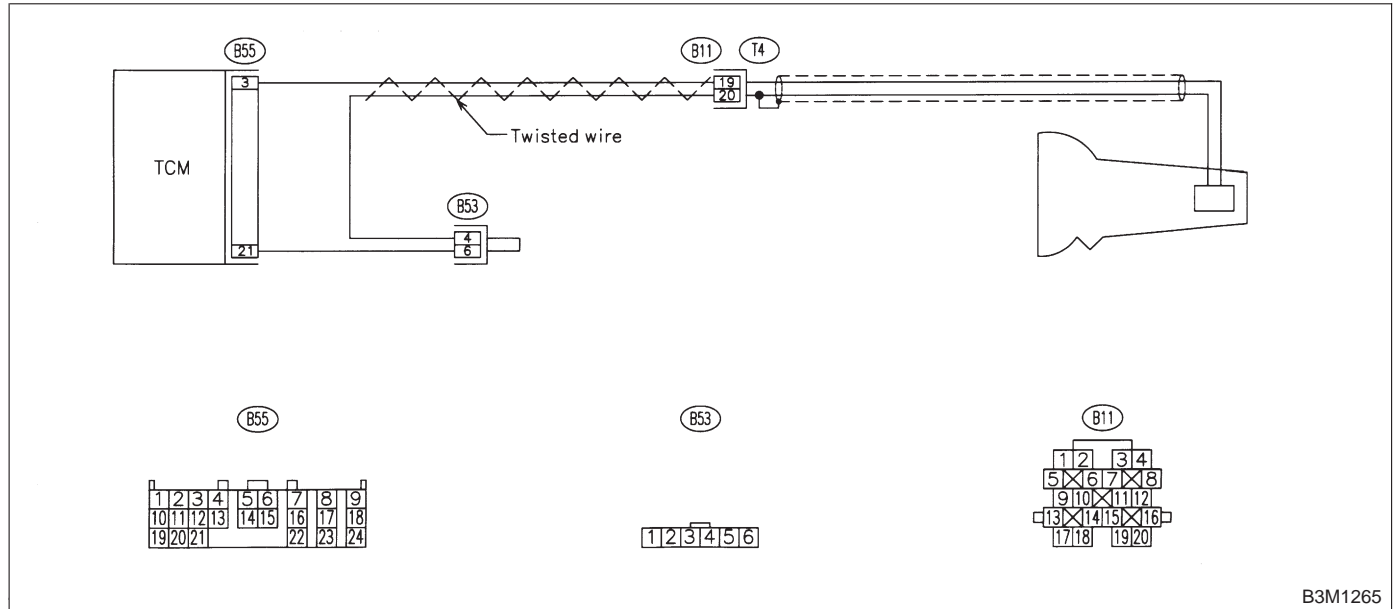 B55 B11 T4
3 19
20
Twisted wire
TCM
B53
4
21 6
B55 B53 B11
1 2 3 4
5 6 7 8
1 2 3 4 5 6 7 8 9
9 10 11 12
10 11 12 13 14 15 16 17 18
13 14 15 16
19 20 21 22 23 24
1 2 3 4 5 6
17 18 19 20
B3M1265